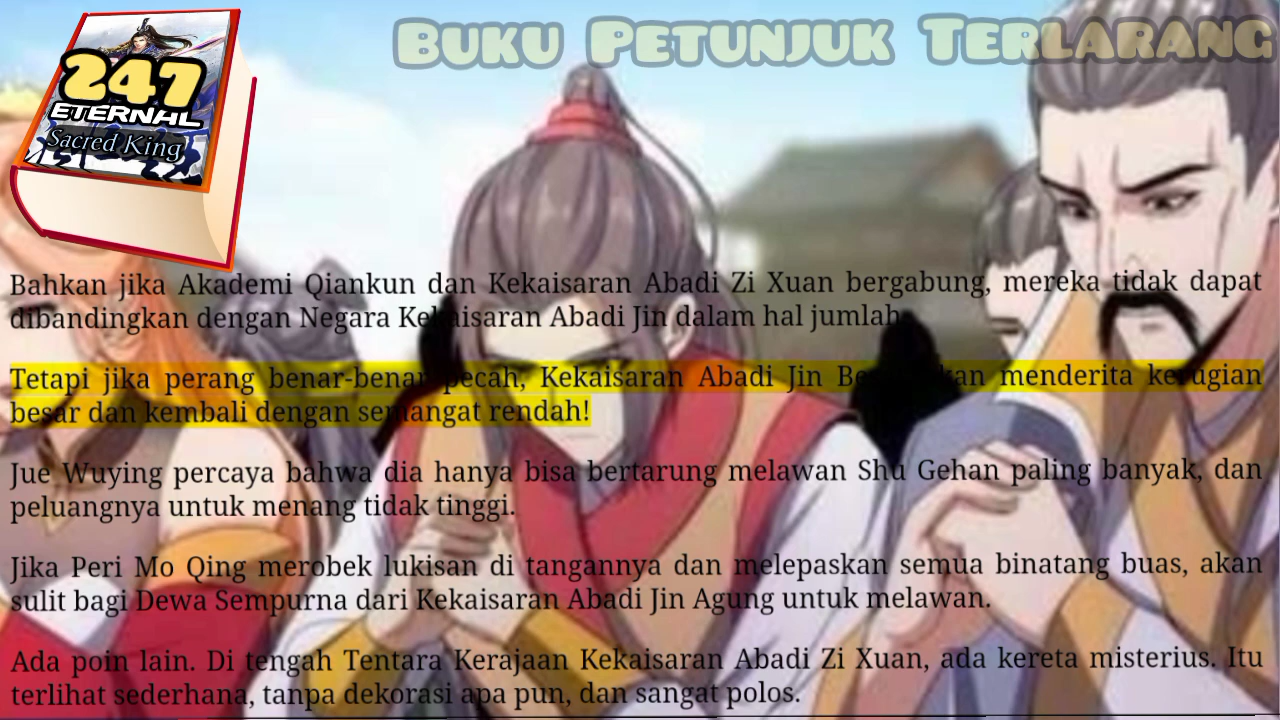 Buku Petunjuk Terlarang
247
ETERNAL
Sacred King
Bahkan jika Akademi Qiankun dan Kekaisaran Abadi Zi Xuan bergabung, mereka tidak dapat
dibandingkan dengan Negara Kekaisaran Abadi Jin dalam hal jumlah.
Tetapi jika perang benar-benar pecah, Kekaisaran Abadi Jin Besar akan menderita kerugian
besar dan kembali dengan semangat rendah!
Jue Wuying percaya bahwa dia hanya bisa bertarung melawan Shu Gehan paling banyak, dan
peluangnya untuk menang tidak tinggi.
Jika Peri Mo Qing merobek lukisan di tangannya dan melepaskan semua binatang buas, akan
sulit bagi Dewa Sempurna dari Kekaisaran Abadi Jin Agung untuk melawan.
Ada poin lain. Di tengah Tentara Kerajaan Kekaisaran Abadi Zi Xuan, ada kereta misterius. Itu
terlihat sederhana, tanpa dekorasi apa pun, dan sangat polos.